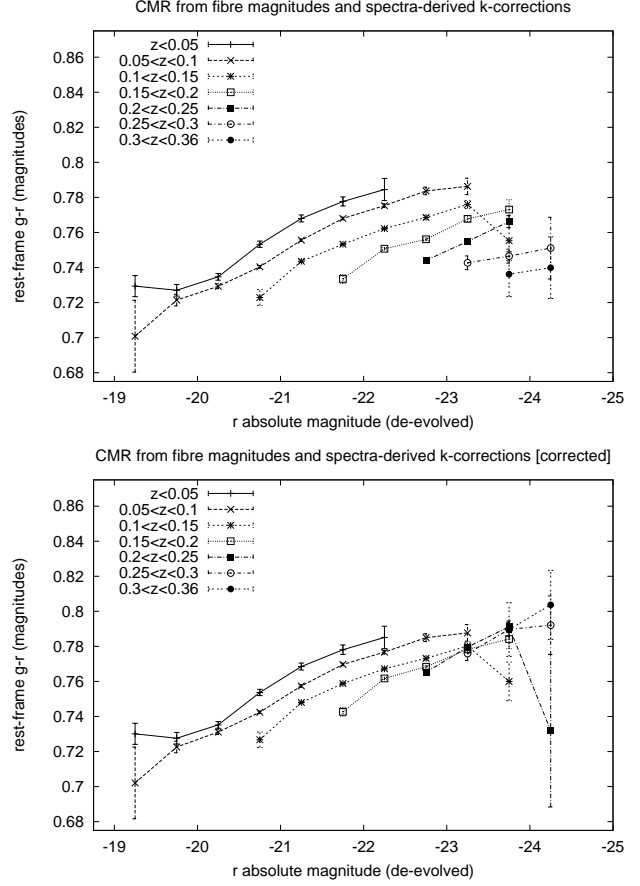 CMR from fibre magnitudes and spectra-derived k-corrections
0.86
0.84
0.82
0.8
0.78
0.76
0.74
0.72
0.7
0.68
rest-frame g-r (magnitudes)
z<0.05
0.05<z<0.1
0.1<z<0.15
0.15<z<0.2
0.2<z<0.25
0.25<z<0.3
0.3<z<0.36
-19 -20 -21 -22 -23 -24 -25
r absolute magnitude (de-evolved)
CMR from fibre magnitudes and spectra-derived k-corrections [corrected]
0.86
0.84
0.82
0.8
0.78
0.76
0.74
0.72
0.7
0.68
rest-frame g-r (magnitudes)
z<0.05
0.05<z<0.1
0.1<z<0.15
0.15<z<0.2
0.2<z<0.25
0.25<z<0.3
0.3<z<0.36
-19 -20 -21 -22 -23 -24 -25
r absolute magnitude (de-evolved)